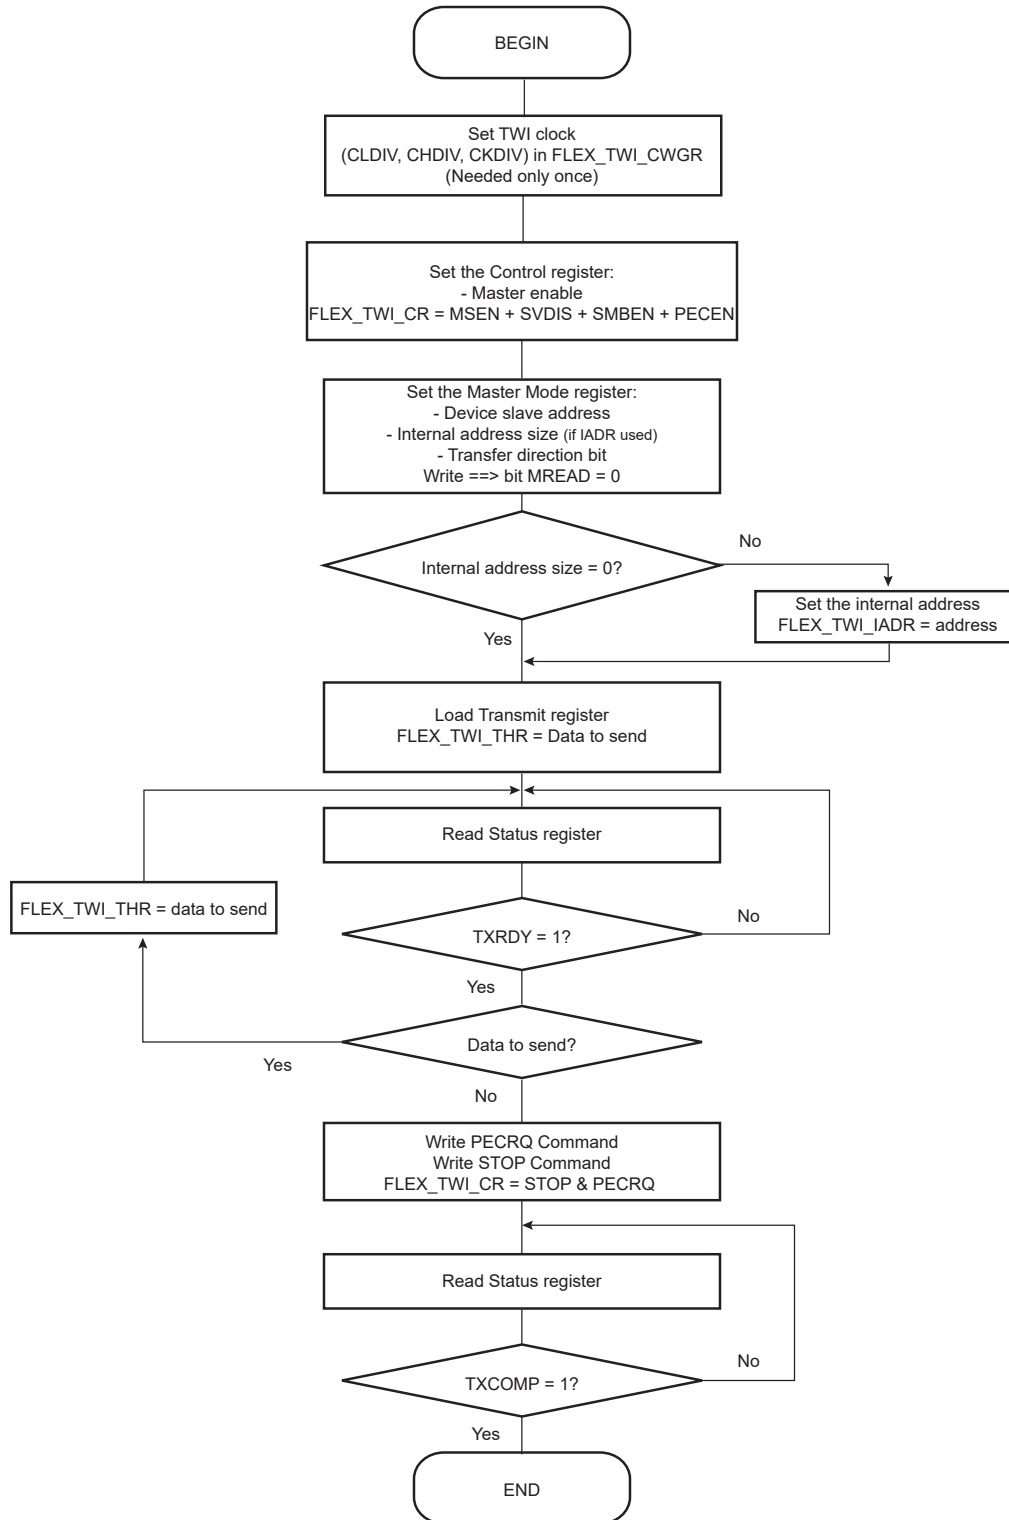 BEGIN
Set TWI clock
(CLDIV, CHDIV, CKDIV) in FLEX_TWI_CWGR
(Needed only once)
Set the Control register:
- Master enable
FLEX_TWI_CR = MSEN + SVDIS + SMBEN + PECEN
Set the Master Mode register:
- Device slave address
- Internal address size (if IADR used)
- Transfer direction bit
Write ==> bit MREAD = 0
Internal address size = 0?
No
Set the internal address
FLEX_TWI_IADR = address
Yes
Load Transmit register
FLEX_TWI_THR = Data to send
Read Status register
FLEX_TWI_THR = data to send
TXRDY = 1?
No
Yes
Data to send?
Yes
No
Write PECRQ Command
Write STOP Command
FLEX_TWI_CR = STOP & PECRQ
Read Status register
TXCOMP = 1?
No
Yes
END